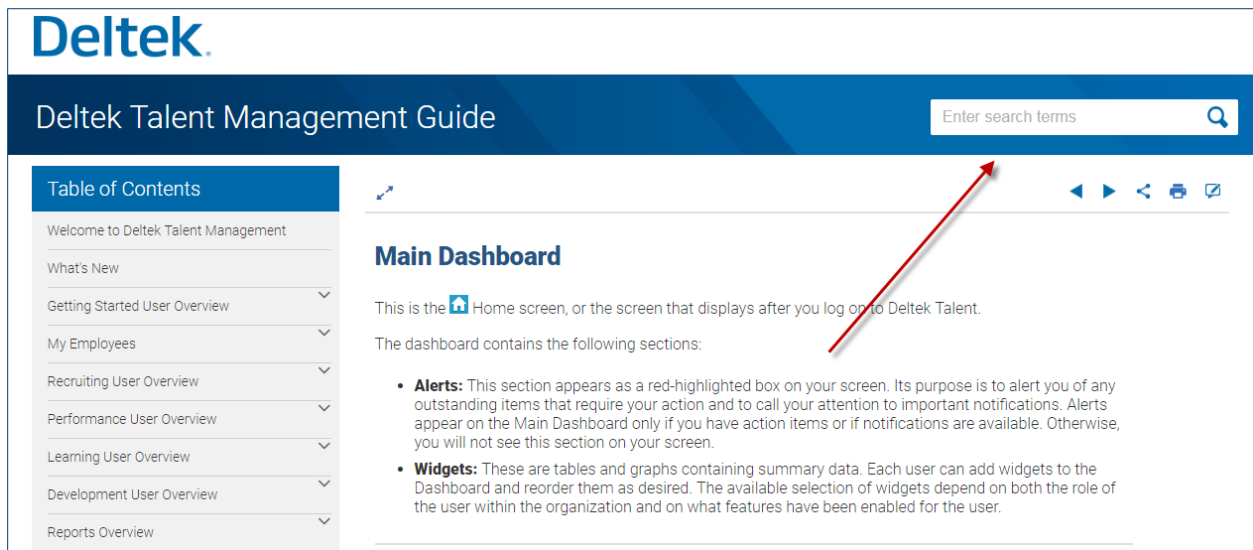 Deltek
Deltek Talent Management Guide
Enter search terms
Table of Contents
Welcome to Deltek Talent Management
What's New
Getting Started User Overview
My Employees
Recruiting User Overview
Performance User Overview
Learning User Overview
Development User Overview
Reports Overview
Main Dashboard
This is the Home screen, or the screen that displays after you log on to Deltek Talent.
The dashboard contains the following sections:
• Alerts: This section appears as a red-highlighted box on your screen. Its purpose is to alert you of any
outstanding items that require your action and to call your attention to important notifications. Alerts
appear on the Main Dashboard only if you have action items or if notifications are available. Otherwise,
you will not see this section on your screen.
• Widgets: These are tables and graphs containing summary data. Each user can add widgets to the
Dashboard and reorder them as desired. The available selection of widgets depend on both the role of
the user within the organization and on what features have been enabled for the user.